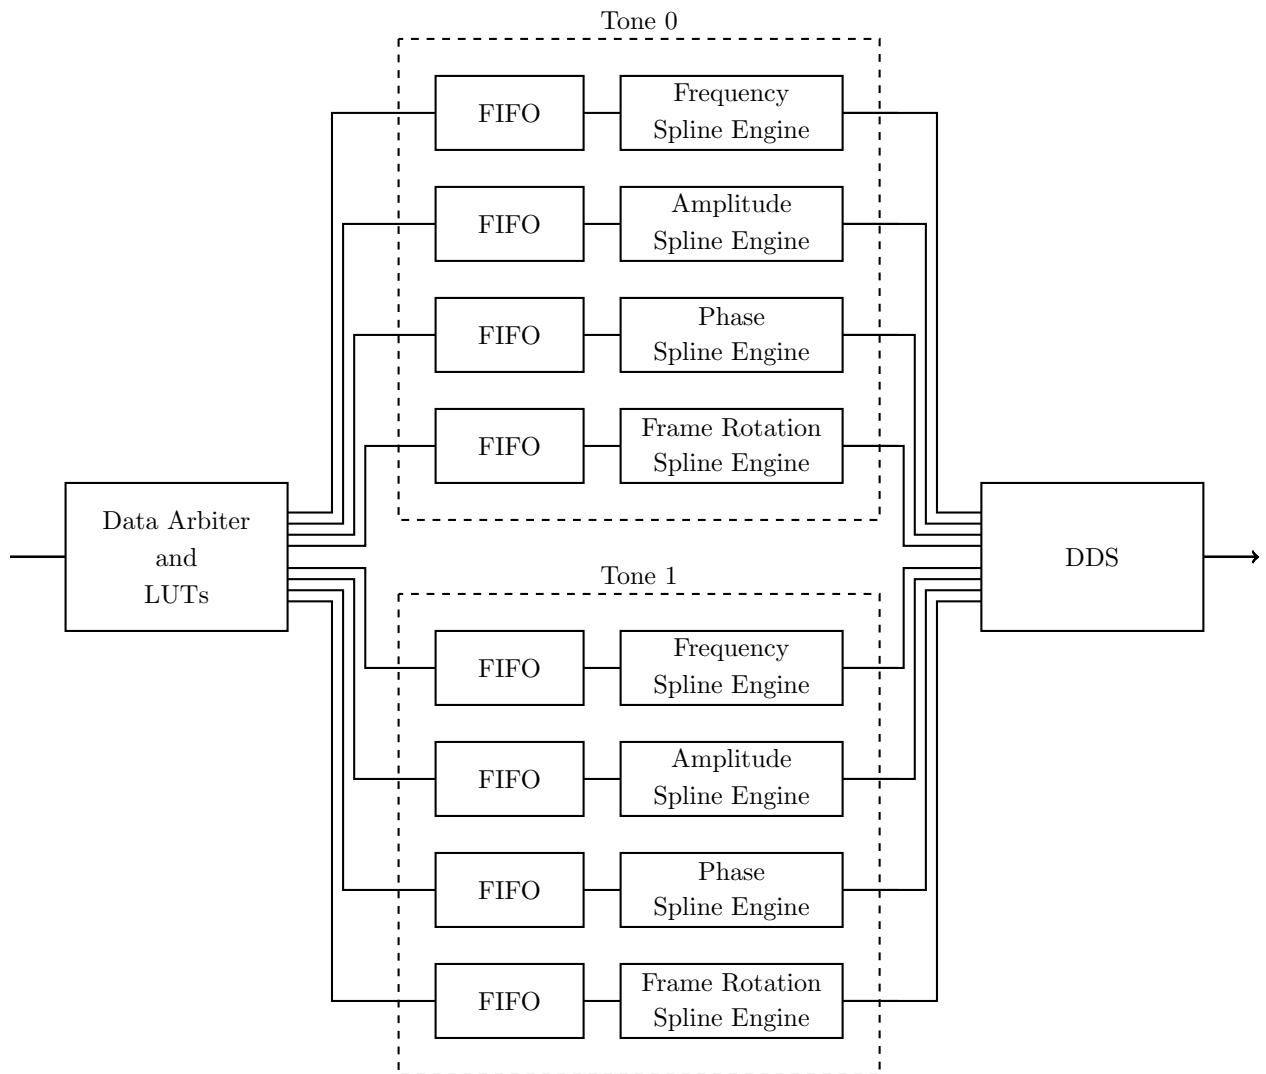 Tone 0
FIFO
Frequency
Spline Engine
FIFO
Amplitude
Spline Engine
FIFO
Phase
Spline Engine
FIFO
Frame Rotation
Spline Engine
Data Arbiter
and
LUTs
DDS
Tone 1
FIFO
Frequency
Spline Engine
FIFO
Amplitude
Spline Engine
FIFO
Phase
Spline Engine
FIFO
Frame Rotation
Spline Engine